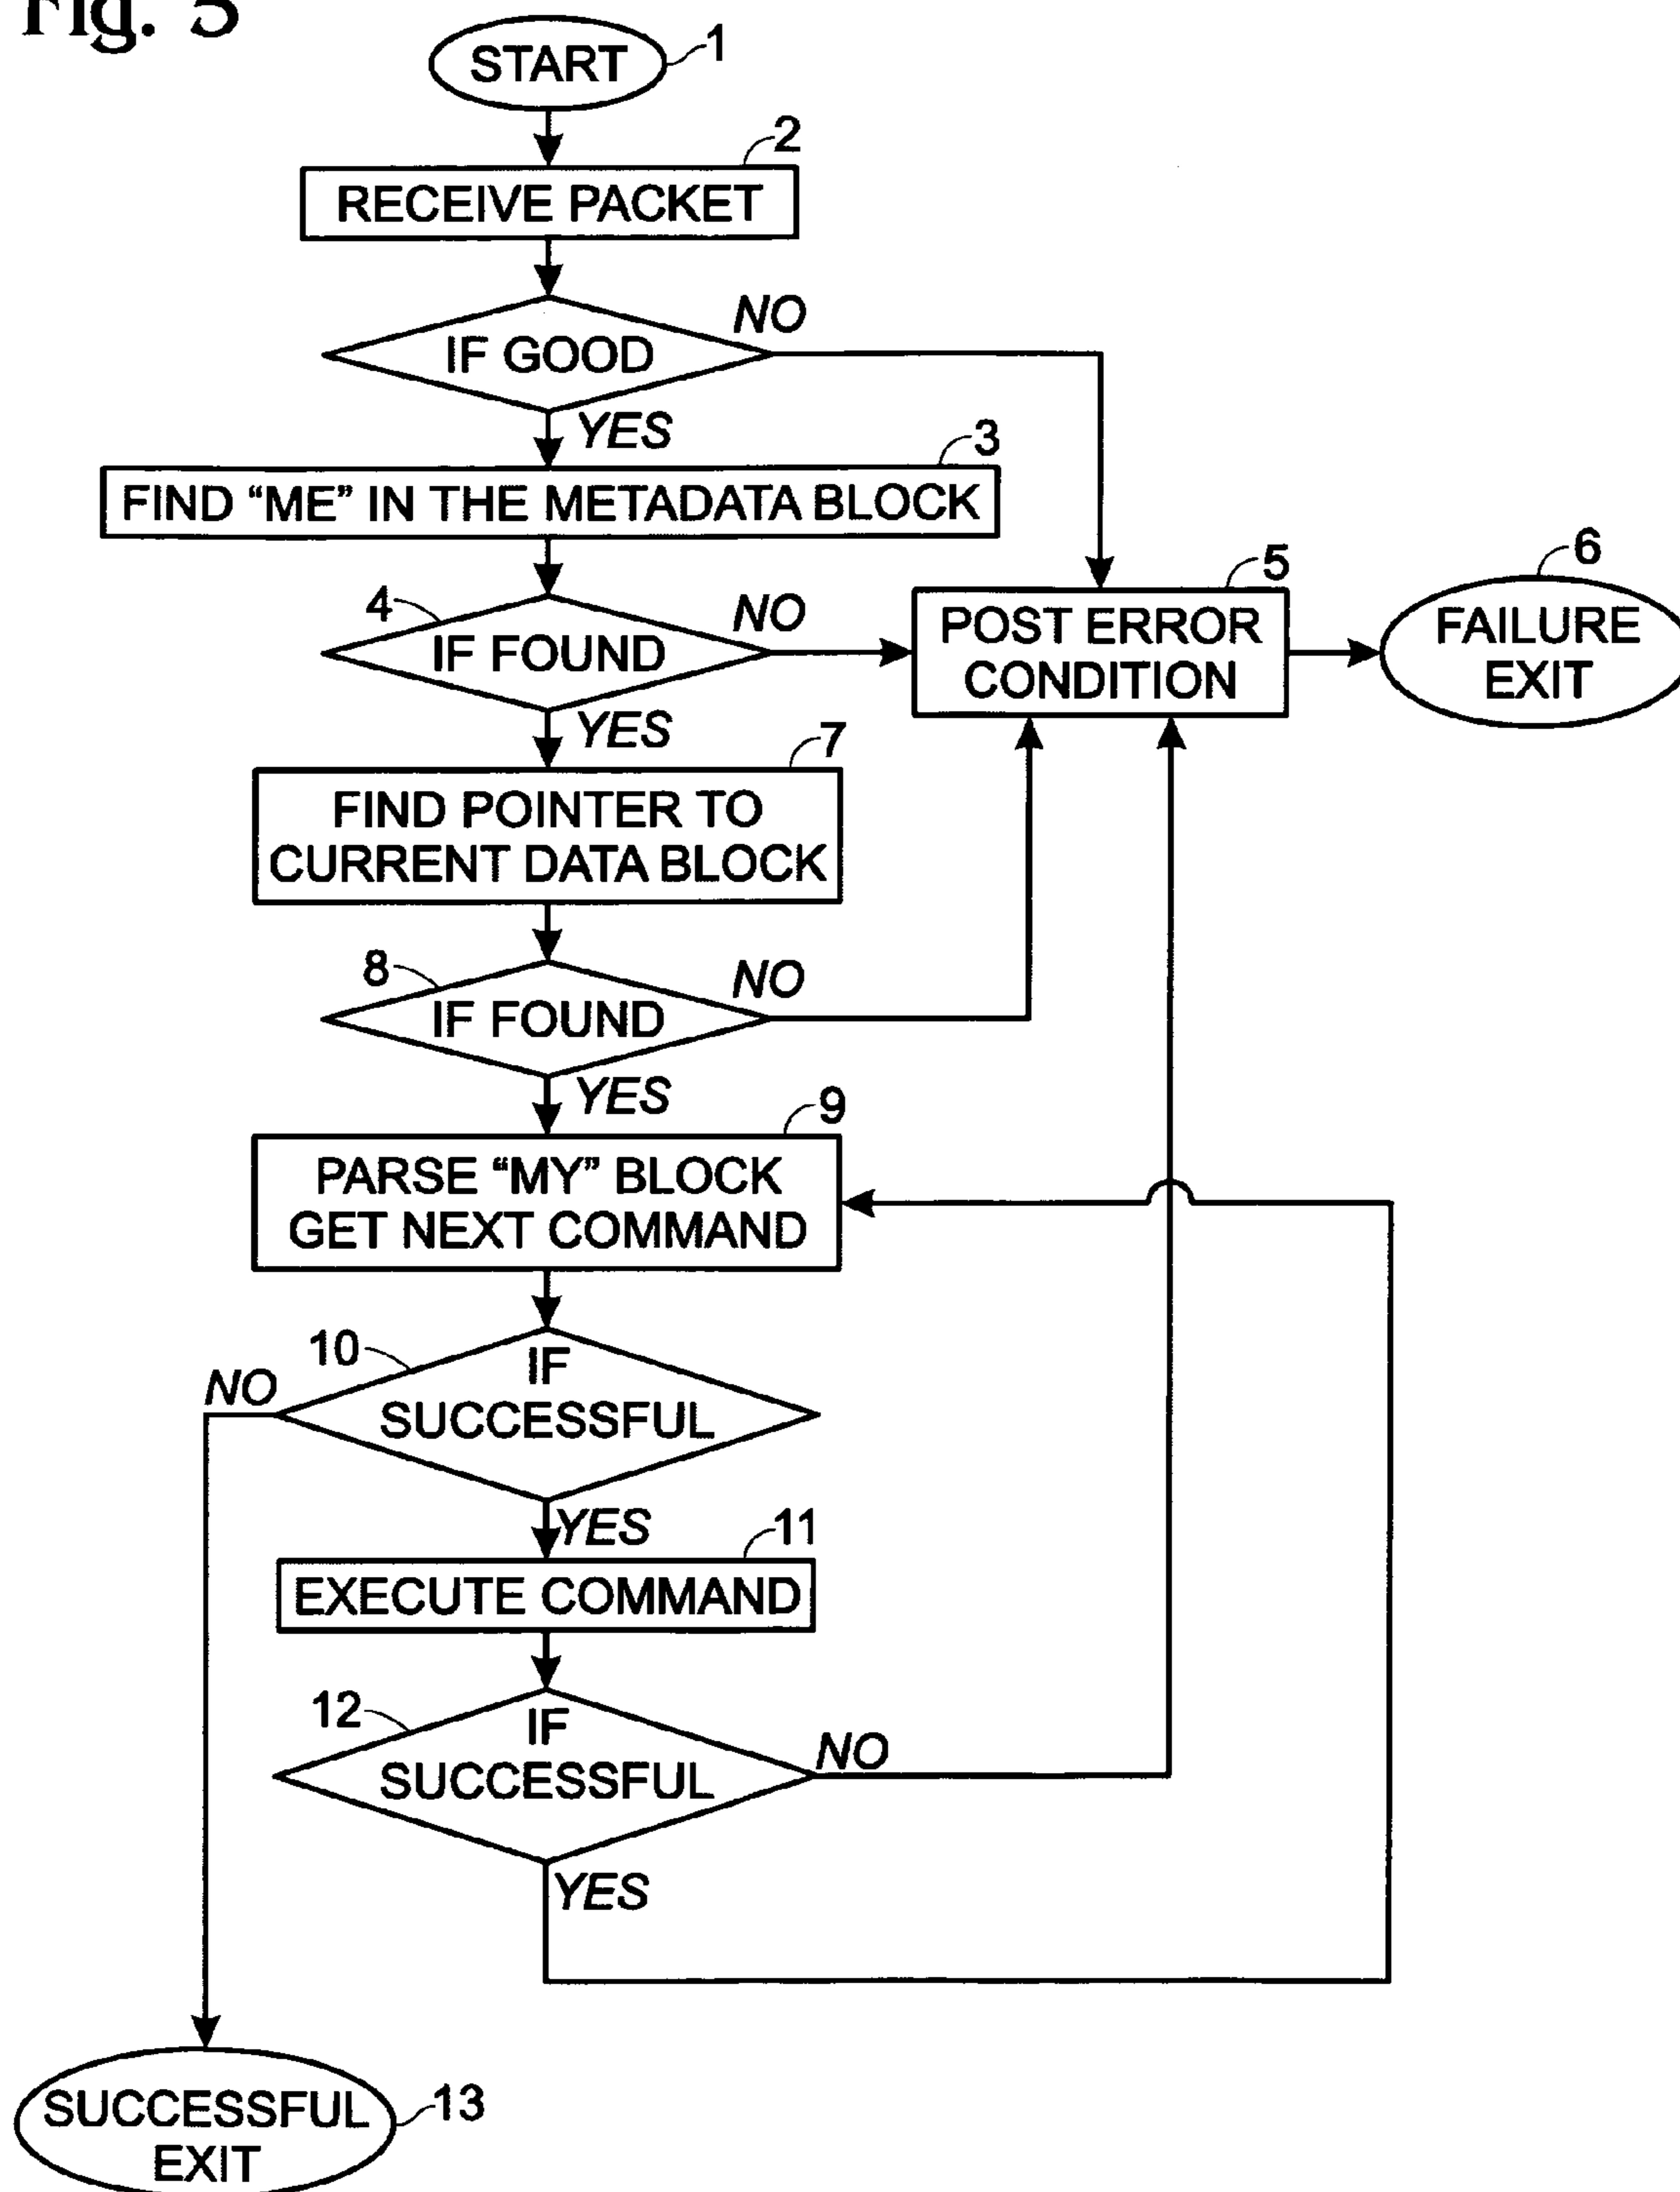 Fig. 5
START
1
2
RECEIVE PACKET
IF GOOD
NO
YES
3
FIND “ME” IN THE METADATA BLOCK
4
IF FOUND
NO
5
POST ERROR
CONDITION
6
FAILURE
EXIT
YES
7
FIND POINTER TO
CURRENT DATA BLOCK
8
IF FOUND
NO
YES
9
PARSE “MY” BLOCK
GET NEXT COMMAND
10
NO
IF
SUCCESSFUL
YES
11
EXECUTE COMMAND
12
IF
SUCCESSFUL
NO
YES
SUCCESSFUL
EXIT
13